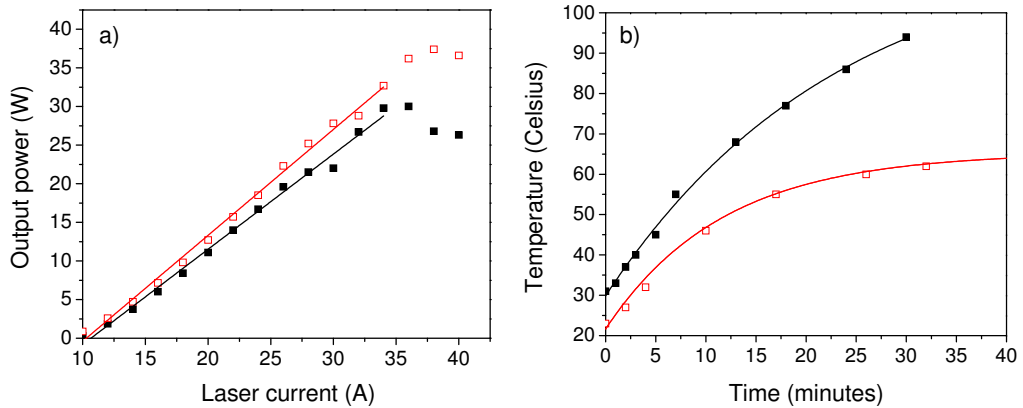 a)
Output power (W)
40
35
30
25
20
15
10
5
0
10 15 20 25 30 35 40
Laser current (A)
b)
Temperature (Celsius)
100
90
80
70
60
50
40
30
20
0 5 10 15 20 25 30 35 40
Time (minutes)